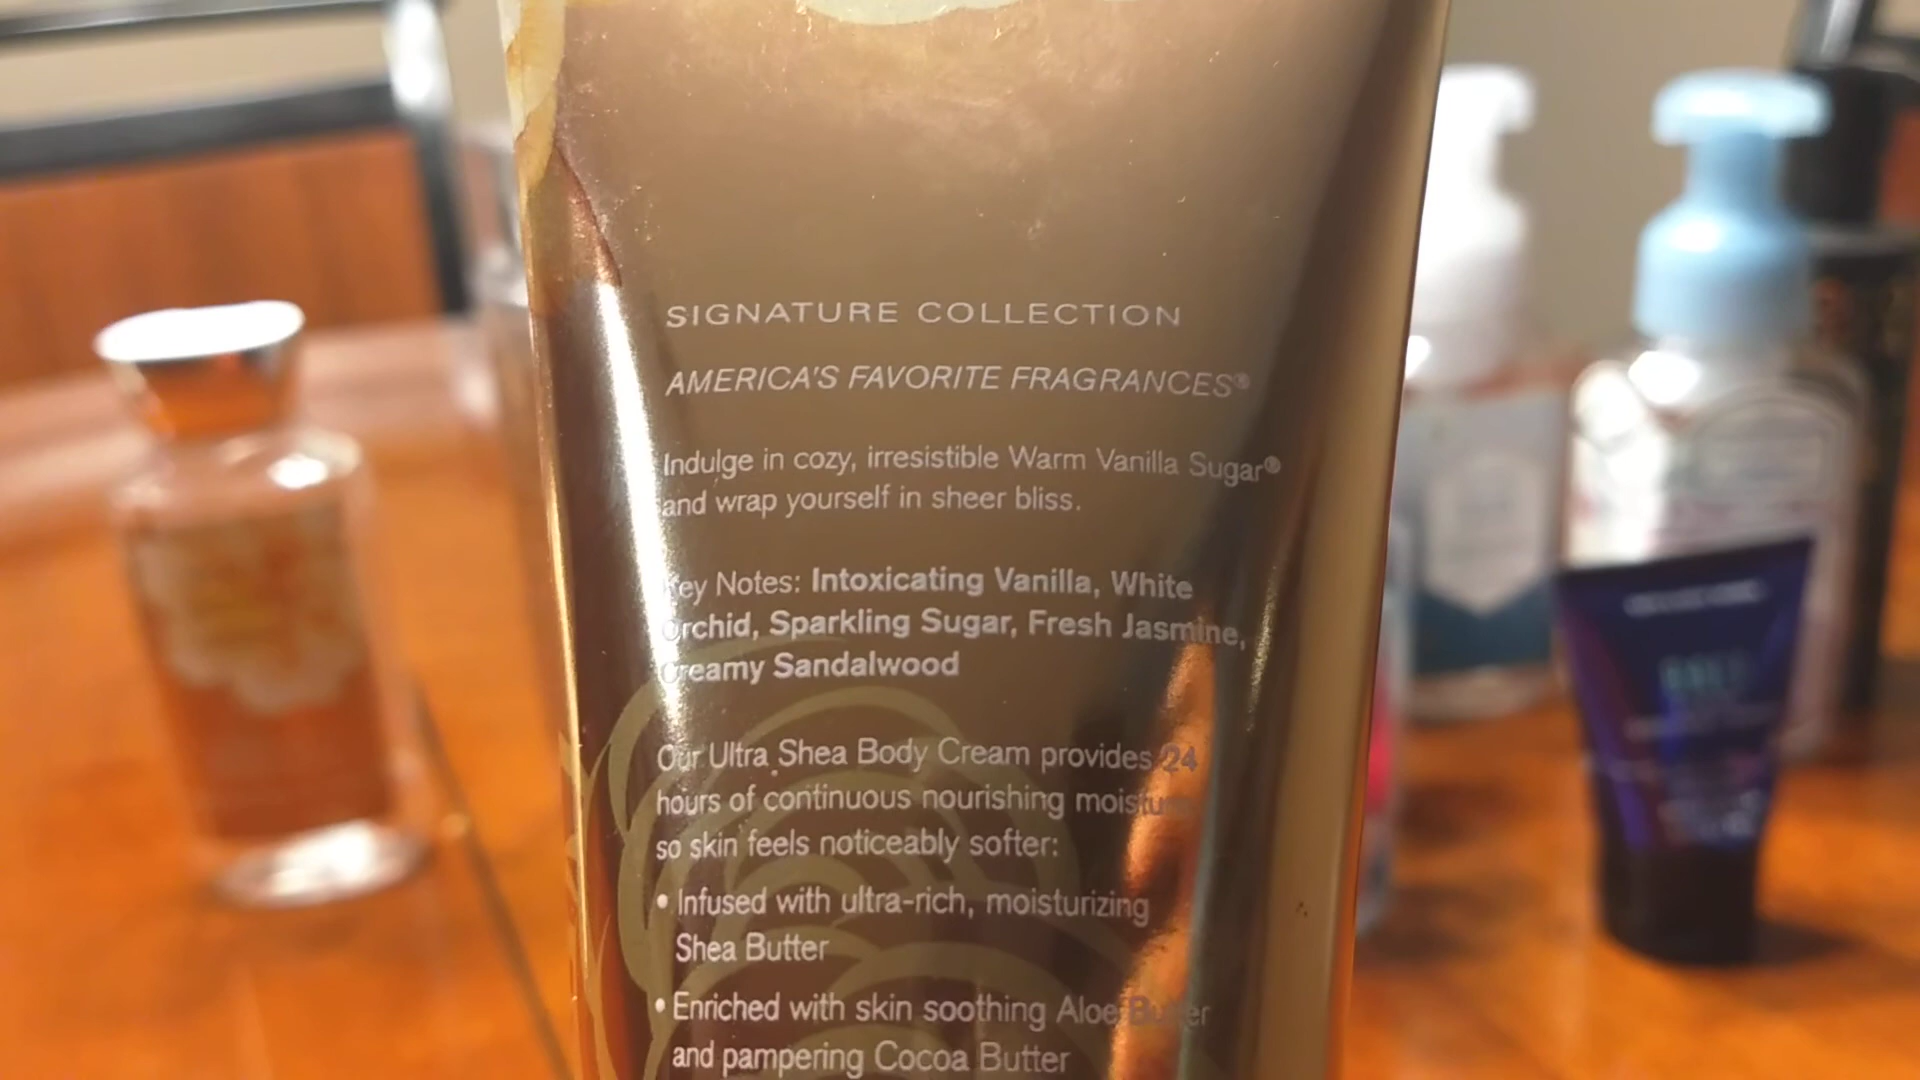 SIGNATURE COLLECTION
AMERICA'S FAVORITE FRAGRANCES®
Indulge in cozy, irresistible Warm Vanilla Sugar®
and wrap yourself in sheer bliss.
Key Notes: Intoxicating Vanilla, White
Orchid, Sparkling Sugar, Fresh Jasmine,
Creamy Sandalwood
Our Ultra Shea Body Cream provides 24
hours of continuous nourishing moisture
so skin feels noticeably softer:
• Infused with ultra-rich, moisturizing
Shea Butter
• Enriched with skin soothing Aloe Butter
and pampering Cocoa Butter